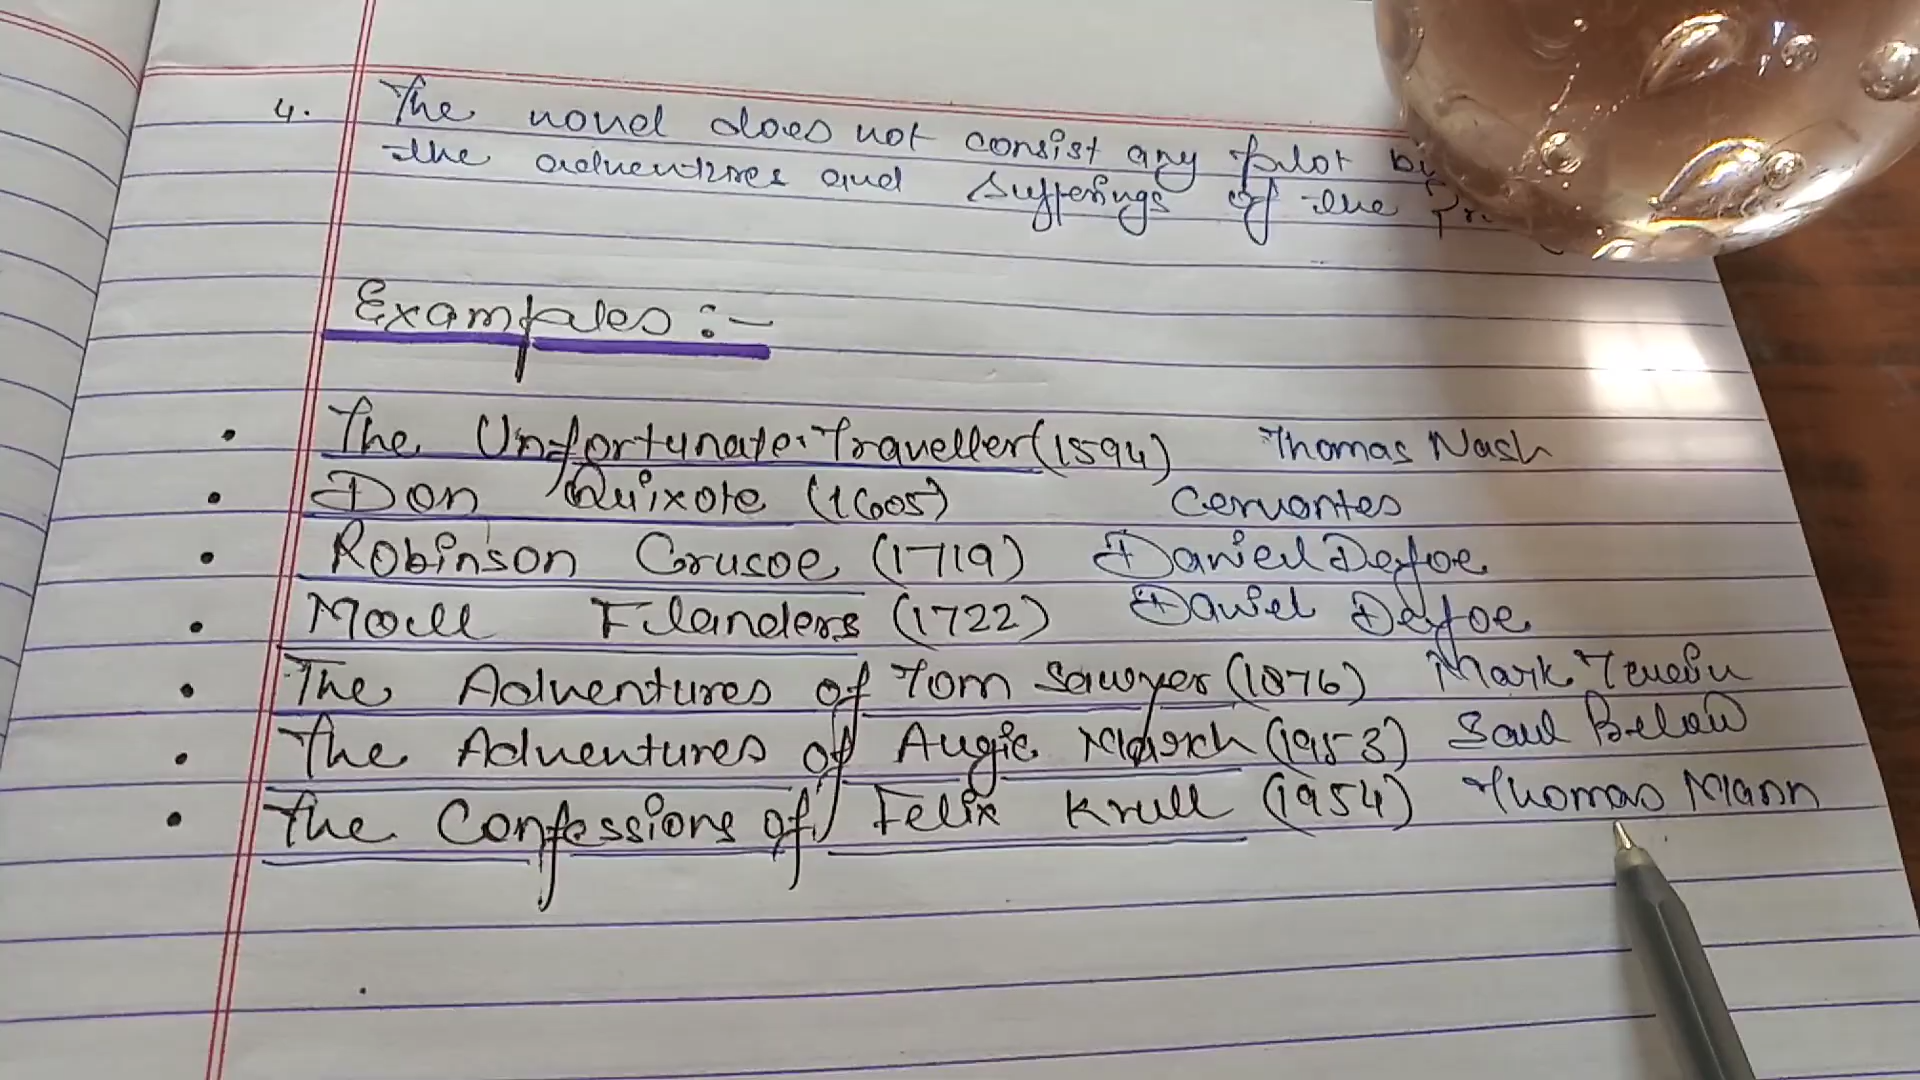 4. The novel does not consist any plot
the adventures and sufferings of the
Examples :-
• The Unfortunate Traveller (1594) Thomas Nash
• Don Quixote (1605) Cervantes
• Robinson Crusoe (1719) Daniel Defoe
• Moll Flanders (1722) Daniel Defoe
• The Adventures of Tom Sawyer (1876) Mark Twain
• The Adventures of Augie March (1953) Saul Belaw
• The Confessions of Felix Krull (1954) Thomas Mann